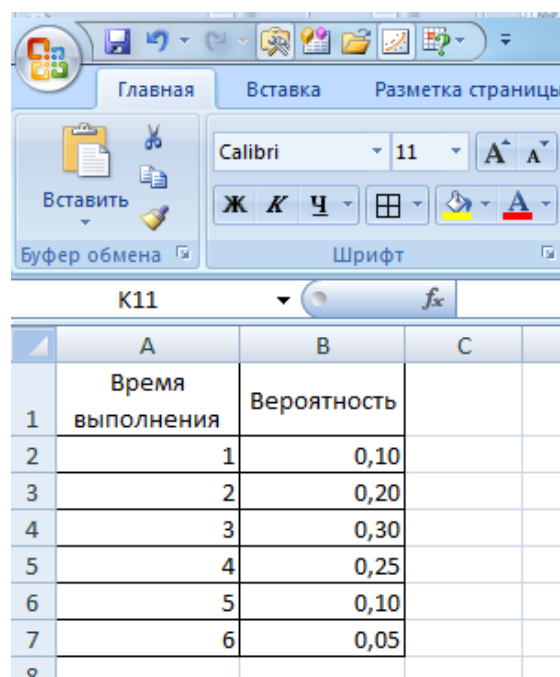 Главная Вставка Разметка страницы
Calibri 11 A A
Вставить Ж К Ч A
Буфер обмена Шрифт
K11 fx
A B C
1 Время выполнения Вероятность
2 1 0,10
3 2 0,20
4 3 0,30
5 4 0,25
6 5 0,10
7 6 0,05
8